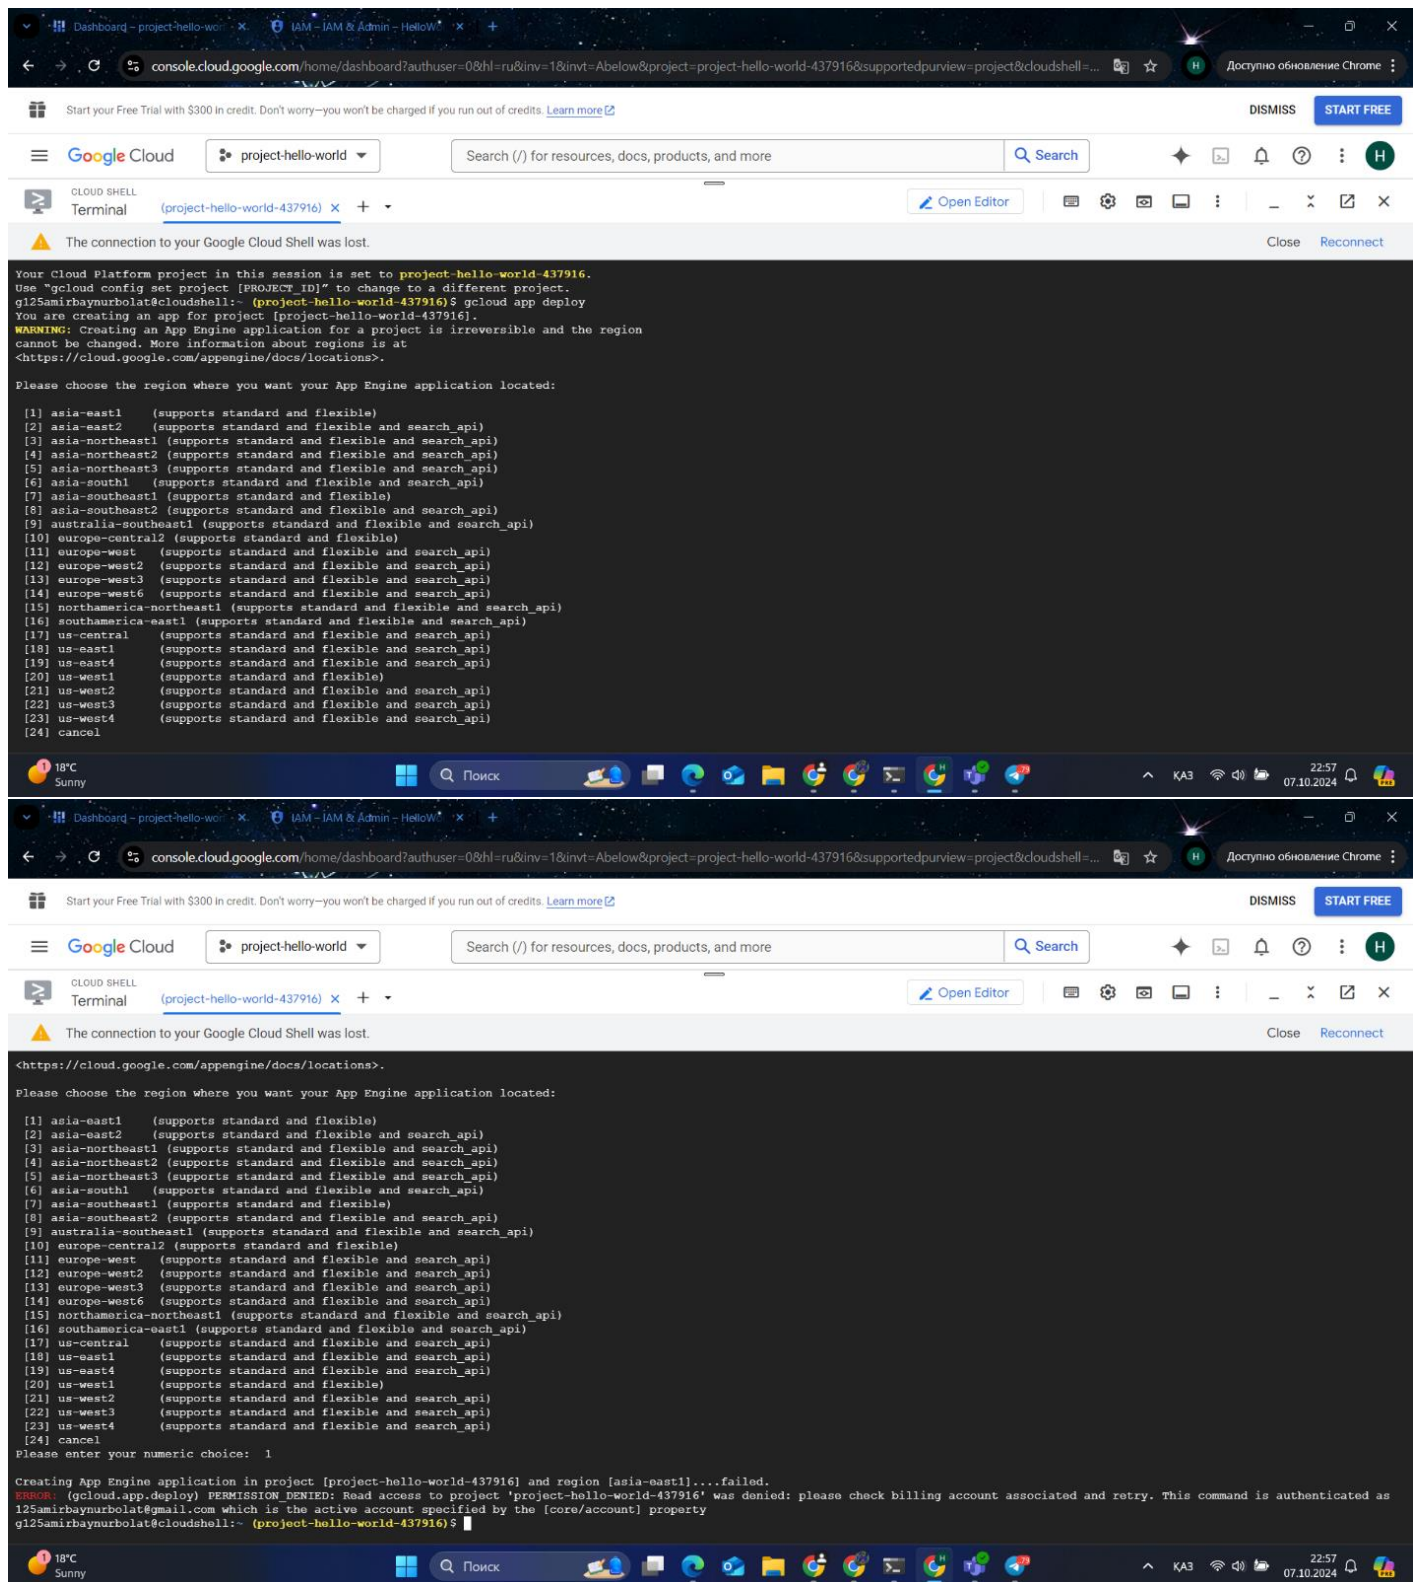 Dashboard – project-hello-wor
IAM – IAM & Admin – HelloW
console.cloud.google.com/home/dashboard?authuser=0&hl=ru&inv=1&invt=Abelow&project=project-hello-world-437916&supportedpurview=project&cloudshell=...
H
Доступно обновление Chrome
Start your Free Trial with $300 in credit. Don't worry—you won't be charged if you run out of credits. Learn more
DISMISS
START FREE
Google Cloud
project-hello-world
Search (/) for resources, docs, products, and more
Search
H
CLOUD SHELL
Terminal
(project-hello-world-437916)
Open Editor
The connection to your Google Cloud Shell was lost.
Close
Reconnect
Your Cloud Platform project in this session is set to project-hello-world-437916.
Use "gcloud config set project [PROJECT_ID]" to change to a different project.
g125amirbaynurbolat@cloudshell:~ (project-hello-world-437916)$ gcloud app deploy
You are creating an app for project [project-hello-world-437916].
WARNING: Creating an App Engine application for a project is irreversible and the region
cannot be changed. More information about regions is at
<https://cloud.google.com/appengine/docs/locations>.
Please choose the region where you want your App Engine application located:
[1] asia-east1 (supports standard and flexible)
[2] asia-east2 (supports standard and flexible and search_api)
[3] asia-northeast1 (supports standard and flexible and search_api)
[4] asia-northeast2 (supports standard and flexible and search_api)
[5] asia-northeast3 (supports standard and flexible and search_api)
[6] asia-south1 (supports standard and flexible and search_api)
[7] asia-southeast1 (supports standard and flexible)
[8] asia-southeast2 (supports standard and flexible and search_api)
[9] australia-southeast1 (supports standard and flexible and search_api)
[10] europe-central2 (supports standard and flexible)
[11] europe-west (supports standard and flexible and search_api)
[12] europe-west2 (supports standard and flexible and search_api)
[13] europe-west3 (supports standard and flexible and search_api)
[14] europe-west6 (supports standard and flexible and search_api)
[15] northamerica-northeast1 (supports standard and flexible and search_api)
[16] southamerica-east1 (supports standard and flexible and search_api)
[17] us-central (supports standard and flexible and search_api)
[18] us-east1 (supports standard and flexible and search_api)
[19] us-east4 (supports standard and flexible and search_api)
[20] us-west1 (supports standard and flexible)
[21] us-west2 (supports standard and flexible and search_api)
[22] us-west3 (supports standard and flexible and search_api)
[23] us-west4 (supports standard and flexible and search_api)
[24] cancel
1
18°C
Sunny
Поиск
ҚАЗ
22:57
07.10.2024
Dashboard – project-hello-wor
IAM – IAM & Admin – HelloW
console.cloud.google.com/home/dashboard?authuser=0&hl=ru&inv=1&invt=Abelow&project=project-hello-world-437916&supportedpurview=project&cloudshell=...
H
Доступно обновление Chrome
Start your Free Trial with $300 in credit. Don't worry—you won't be charged if you run out of credits. Learn more
DISMISS
START FREE
Google Cloud
project-hello-world
Search (/) for resources, docs, products, and more
Search
H
CLOUD SHELL
Terminal
(project-hello-world-437916)
Open Editor
The connection to your Google Cloud Shell was lost.
Close
Reconnect
<https://cloud.google.com/appengine/docs/locations>.
Please choose the region where you want your App Engine application located:
[1] asia-east1 (supports standard and flexible)
[2] asia-east2 (supports standard and flexible and search_api)
[3] asia-northeast1 (supports standard and flexible and search_api)
[4] asia-northeast2 (supports standard and flexible and search_api)
[5] asia-northeast3 (supports standard and flexible and search_api)
[6] asia-south1 (supports standard and flexible and search_api)
[7] asia-southeast1 (supports standard and flexible)
[8] asia-southeast2 (supports standard and flexible and search_api)
[9] australia-southeast1 (supports standard and flexible and search_api)
[10] europe-central2 (supports standard and flexible)
[11] europe-west (supports standard and flexible and search_api)
[12] europe-west2 (supports standard and flexible and search_api)
[13] europe-west3 (supports standard and flexible and search_api)
[14] europe-west6 (supports standard and flexible and search_api)
[15] northamerica-northeast1 (supports standard and flexible and search_api)
[16] southamerica-east1 (supports standard and flexible and search_api)
[17] us-central (supports standard and flexible and search_api)
[18] us-east1 (supports standard and flexible and search_api)
[19] us-east4 (supports standard and flexible and search_api)
[20] us-west1 (supports standard and flexible)
[21] us-west2 (supports standard and flexible and search_api)
[22] us-west3 (supports standard and flexible and search_api)
[23] us-west4 (supports standard and flexible and search_api)
[24] cancel
Please enter your numeric choice: 1
Creating App Engine application in project [project-hello-world-437916] and region [asia-east1]....failed.
ERROR: (gcloud.app.deploy) PERMISSION_DENIED: Read access to project 'project-hello-world-437916' was denied: please check billing account associated and retry. This command is authenticated as
125amirbaynurbolat@gmail.com which is the active account specified by the [core/account] property
g125amirbaynurbolat@cloudshell:~ (project-hello-world-437916)$
1
18°C
Sunny
Поиск
ҚАЗ
22:57
07.10.2024